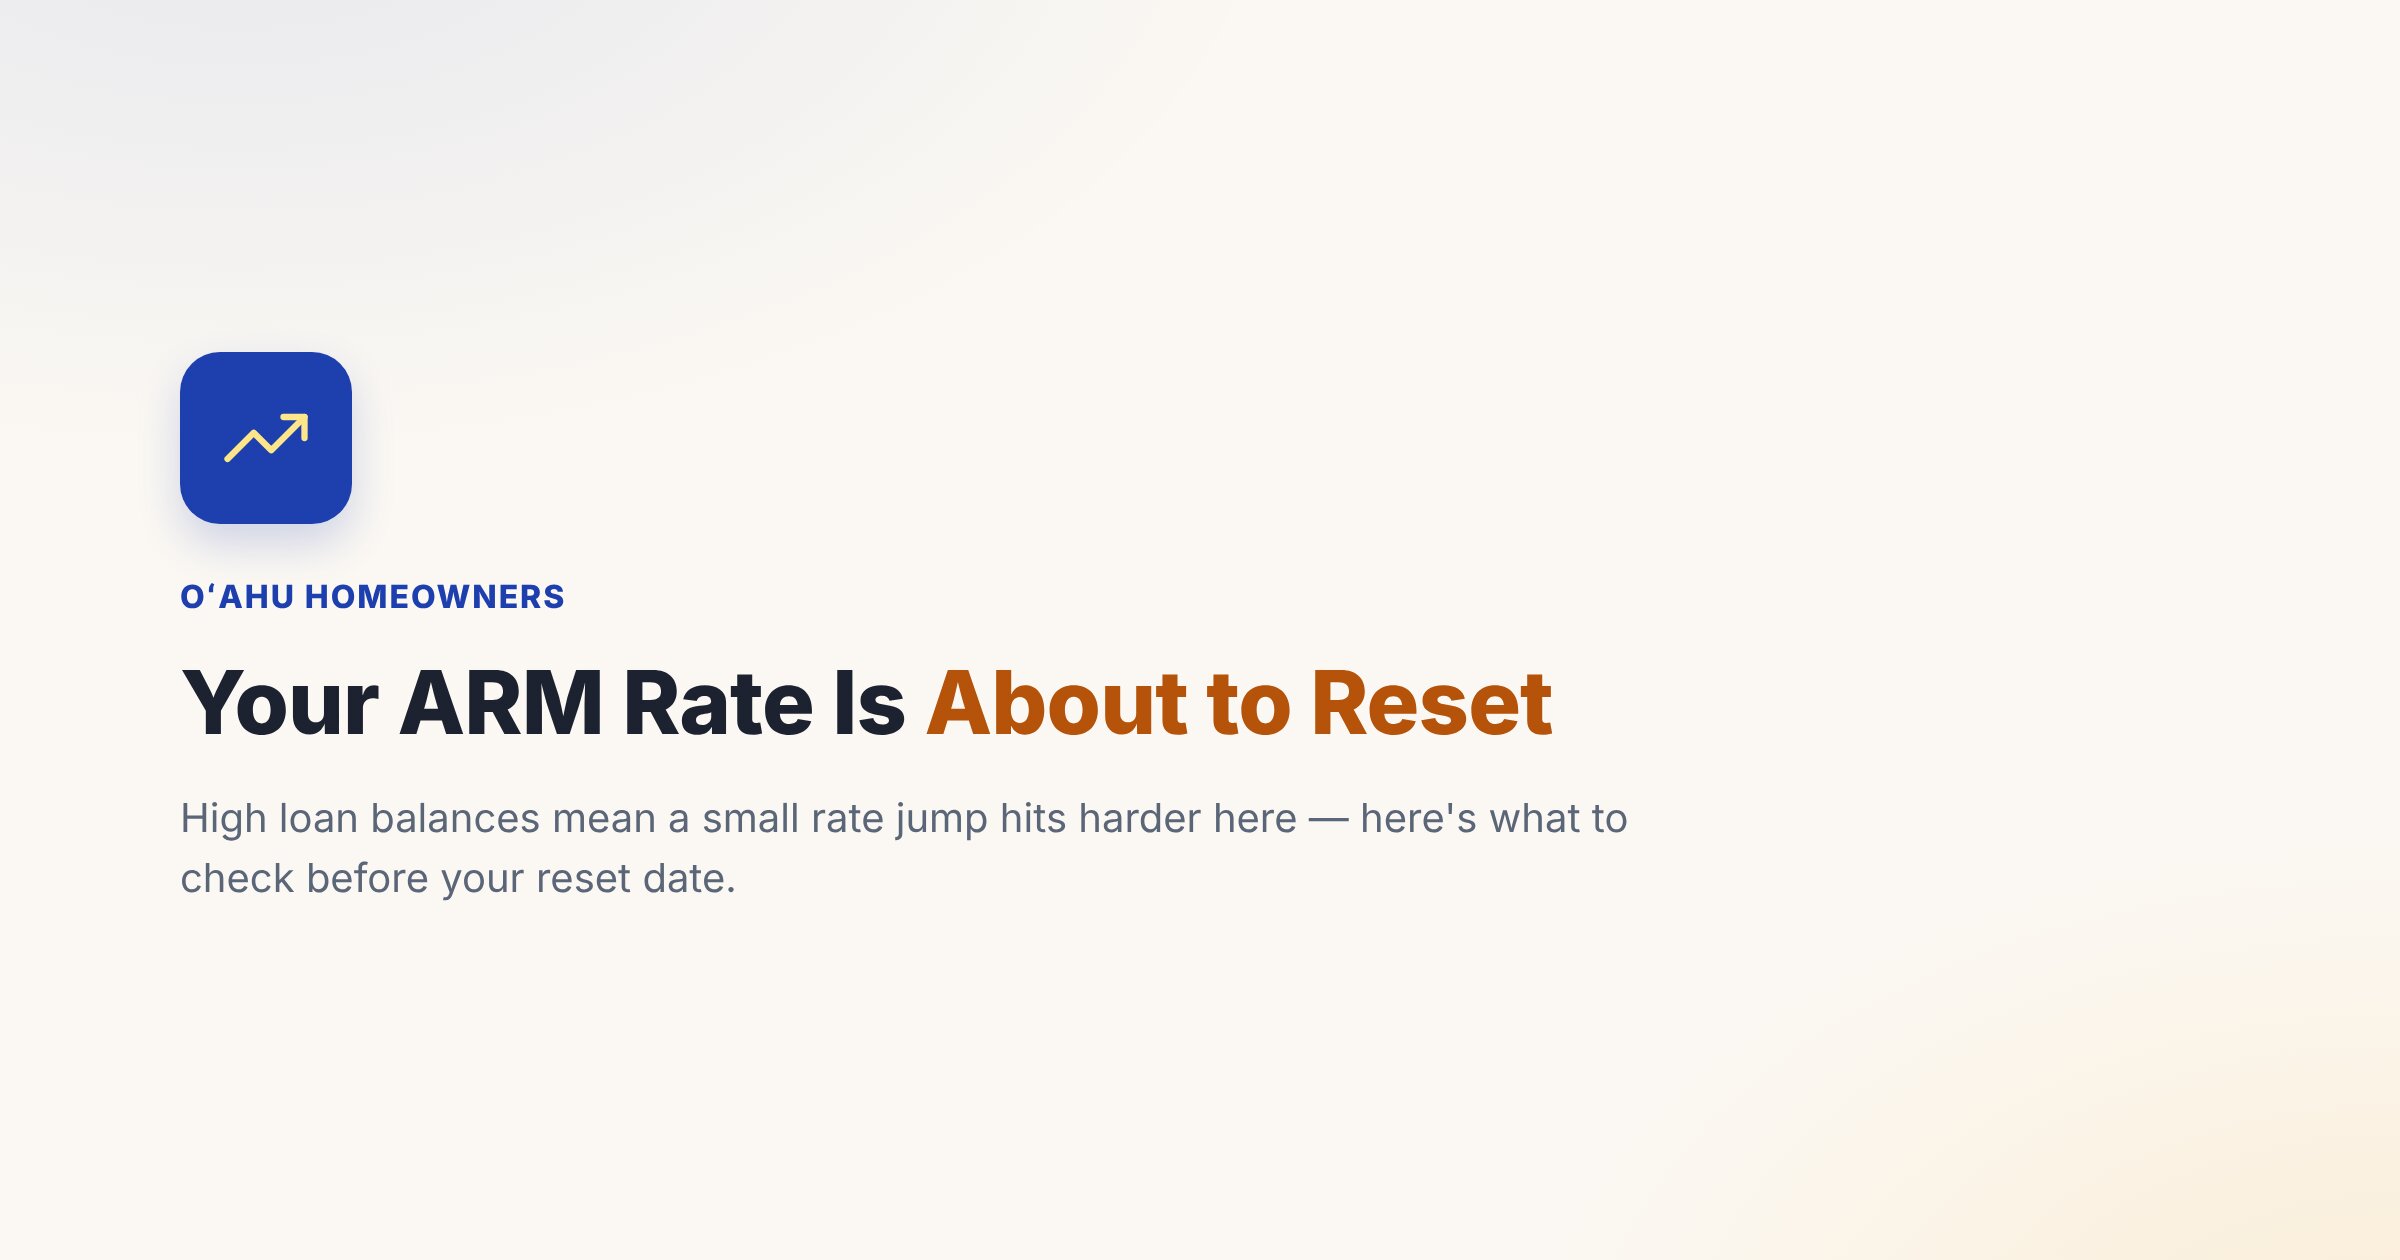 OʻAHU HOMEOWNERS
Your ARM Rate Is About to Reset
High loan balances mean a small rate jump hits harder here — here's what to
check before your reset date.